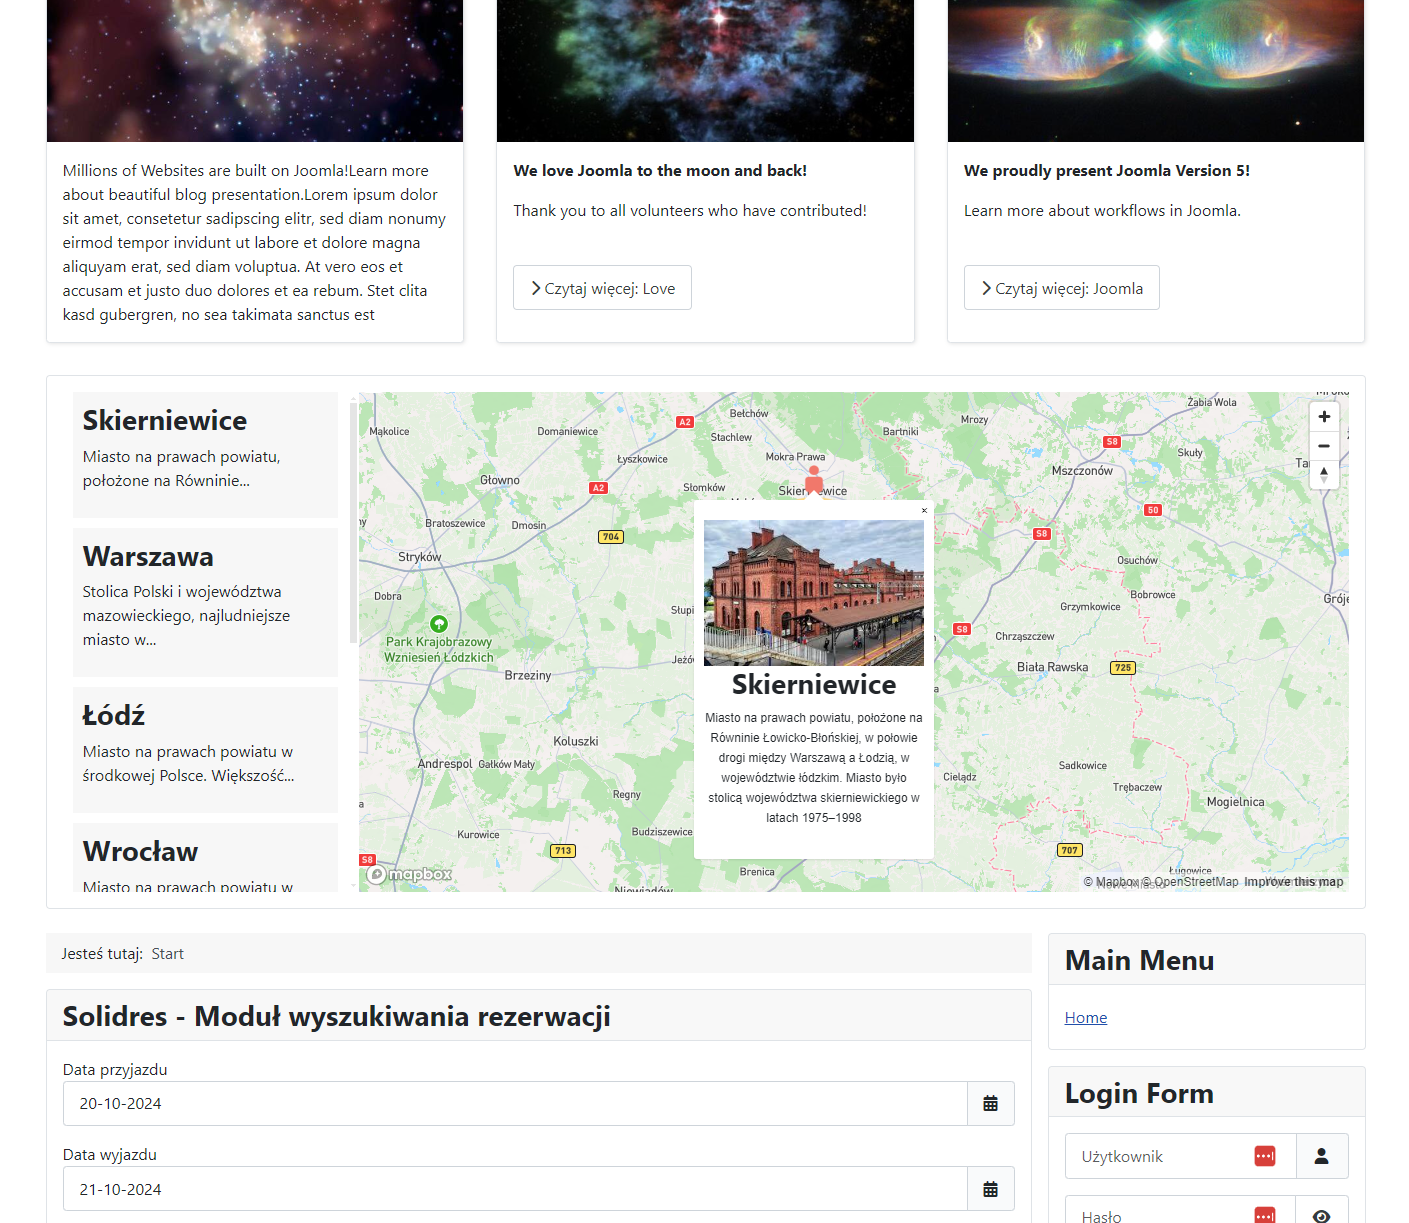 Millions of Websites are built on Joomla!Learn more
about beautiful blog presentation.Lorem ipsum dolor
sit amet, consetetur sadipscing elitr, sed diam nonumy
eirmod tempor invidunt ut labore et dolore magna
aliquyam erat, sed diam voluptua. At vero eos et
accusam et justo duo dolores et ea rebum. Stet clita
kasd gubergren, no sea takimata sanctus est
We love Joomla to the moon and back!
Thank you to all volunteers who have contributed!
Czytaj więcej: Love
We proudly present Joomla Version 5!
Learn more about workflows in Joomla.
Czytaj więcej: Joomla
Skierniewice
Miasto na prawach powiatu,
położone na Równinie...
Warszawa
Stolica Polski i województwa
mazowieckiego, najludniejsze
miasto w...
Łódź
Miasto na prawach powiatu w
środkowej Polsce. Większość...
Wrocław
Miasto na prawach powiatu w
Mąkolice
Domaniewice
A2
Bełchów
Stachlew
Bartniki
Mrozy
Żabia Wola
S8
Skuły
Łyszkowice
Mokra Prawa
Mszczonów
Głowno
A2
Słomków
Skierniewice
50
Bratoszewice
Dmosin
704
S8
Stryków
Osuchów
Dobra
Bobrowce
Grzymkowice
Park Krajobrazowy
Wzniesień Łódzkich
S8
Chrząszczew
Brzeziny
Biała Rawska
725
Koluszki
Andrespol
Gałków Mały
Cielądz
Sadkowice
Regny
Trębaczew
Mogielnica
Kurowice
Budziszewice
713
707
S8
Brenica
Ługowice
Skierniewice
Miasto na prawach powiatu, położone na
Równinie Łowicko-Błońskiej, w połowie
drogi między Warszawą a Łodzią, w
województwie łódzkim. Miasto było
stolicą województwa skierniewickiego w
latach 1975–1998
mapbox
© Mapbox © OpenStreetMap Improve this map
Jesteś tutaj: Start
Solidres - Moduł wyszukiwania rezerwacji
Data przyjazdu
20-10-2024
Data wyjazdu
21-10-2024
Main Menu
Home
Login Form
Użytkownik
Hasło